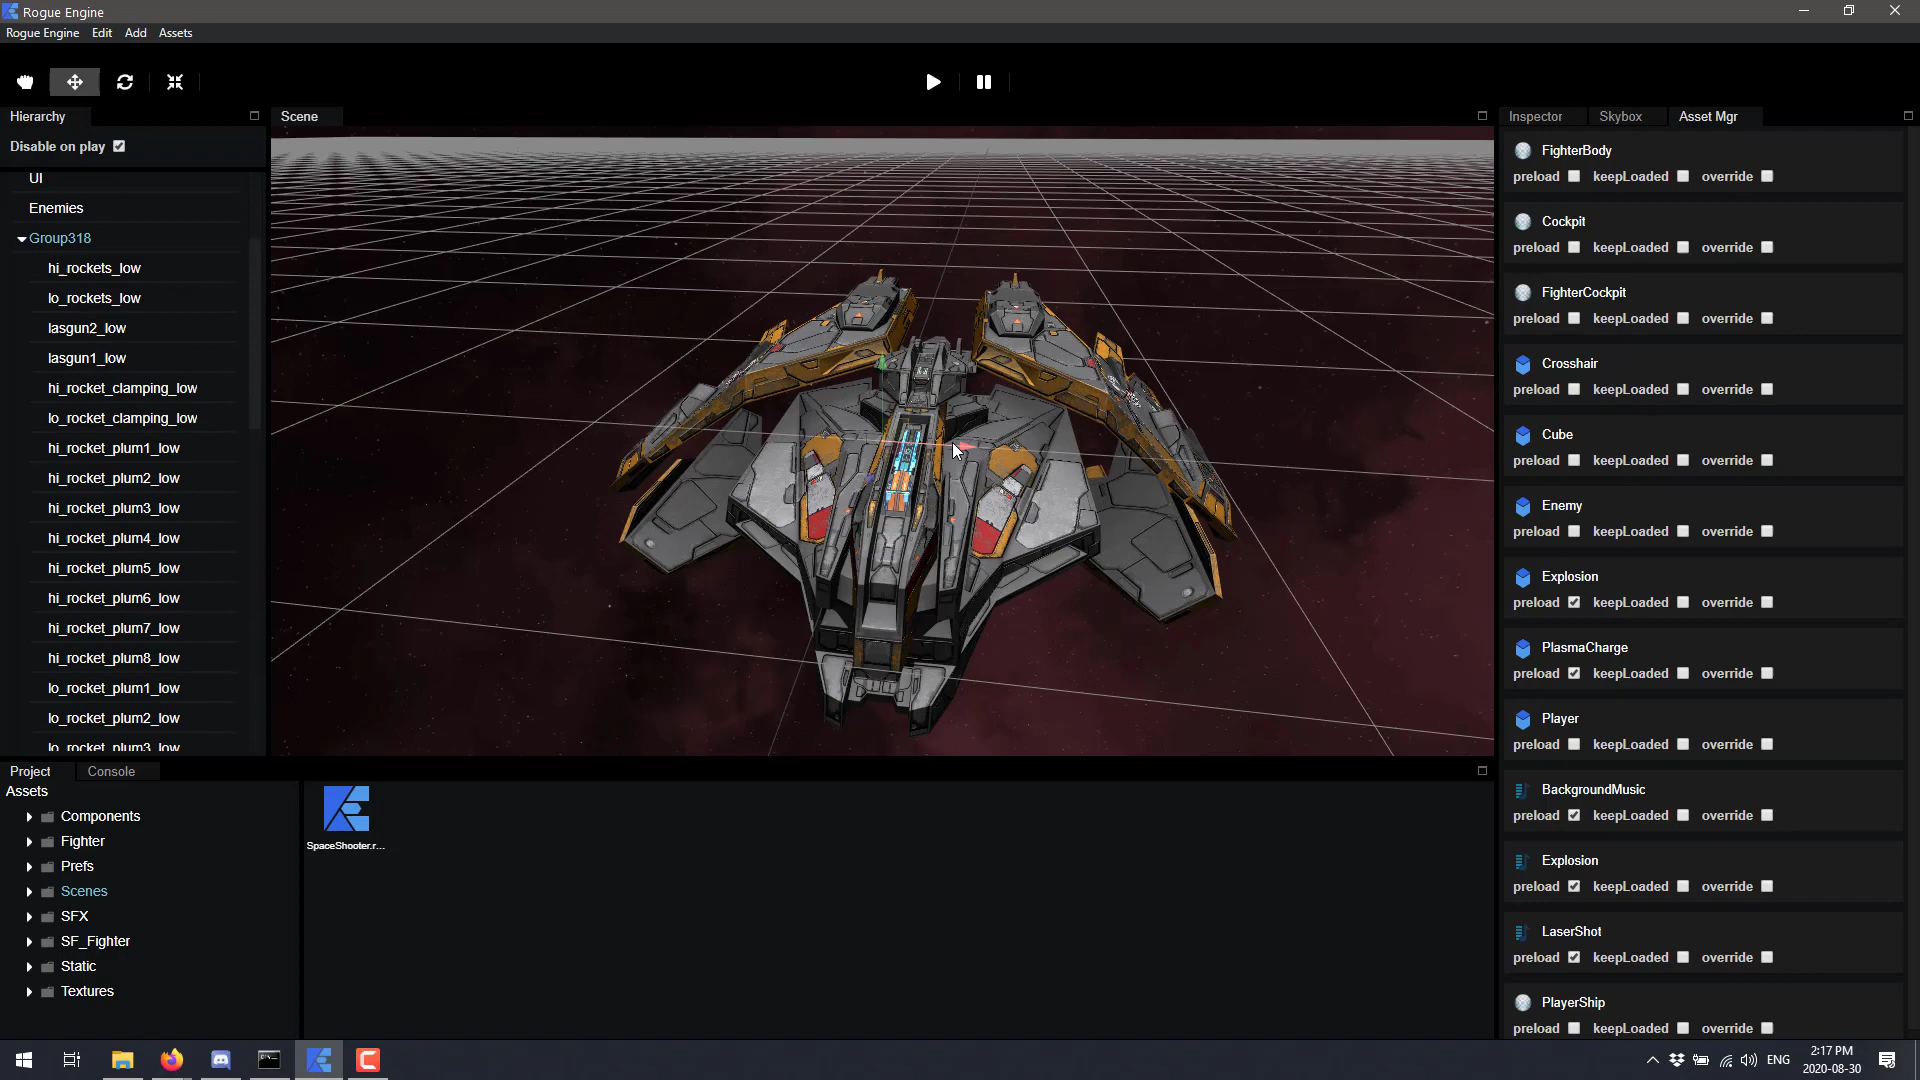 Rogue Engine
Rogue Engine Edit Add Assets
Hierarchy
Disable on play
UI
Enemies
Group318
hi_rockets_low
lo_rockets_low
lasgun2_low
lasgun1_low
hi_rocket_clamping_low
lo_rocket_clamping_low
hi_rocket_plum1_low
hi_rocket_plum2_low
hi_rocket_plum3_low
hi_rocket_plum4_low
hi_rocket_plum5_low
hi_rocket_plum6_low
hi_rocket_plum7_low
hi_rocket_plum8_low
lo_rocket_plum1_low
lo_rocket_plum2_low
lo_rocket_plum3_low
Scene
Inspector Skybox Asset Mgr
FighterBody
preload keepLoaded override
Cockpit
preload keepLoaded override
FighterCockpit
preload keepLoaded override
Crosshair
preload keepLoaded override
Cube
preload keepLoaded override
Enemy
preload keepLoaded override
Explosion
preload keepLoaded override
PlasmaCharge
preload keepLoaded override
Player
preload keepLoaded override
BackgroundMusic
preload keepLoaded override
Explosion
preload keepLoaded override
LaserShot
preload keepLoaded override
PlayerShip
preload keepLoaded override
Project Console
Assets
Components
Fighter
Prefs
Scenes
SFX
SF_Fighter
Static
Textures
SpaceShooter.r...
ENG
2:17 PM
2020-08-30